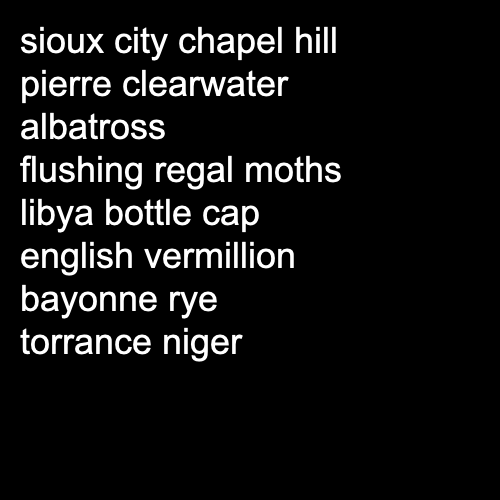 sioux city chapel hill
pierre clearwater
albatross
flushing regal moths
libya bottle cap
english vermillion
bayonne rye
torrance niger